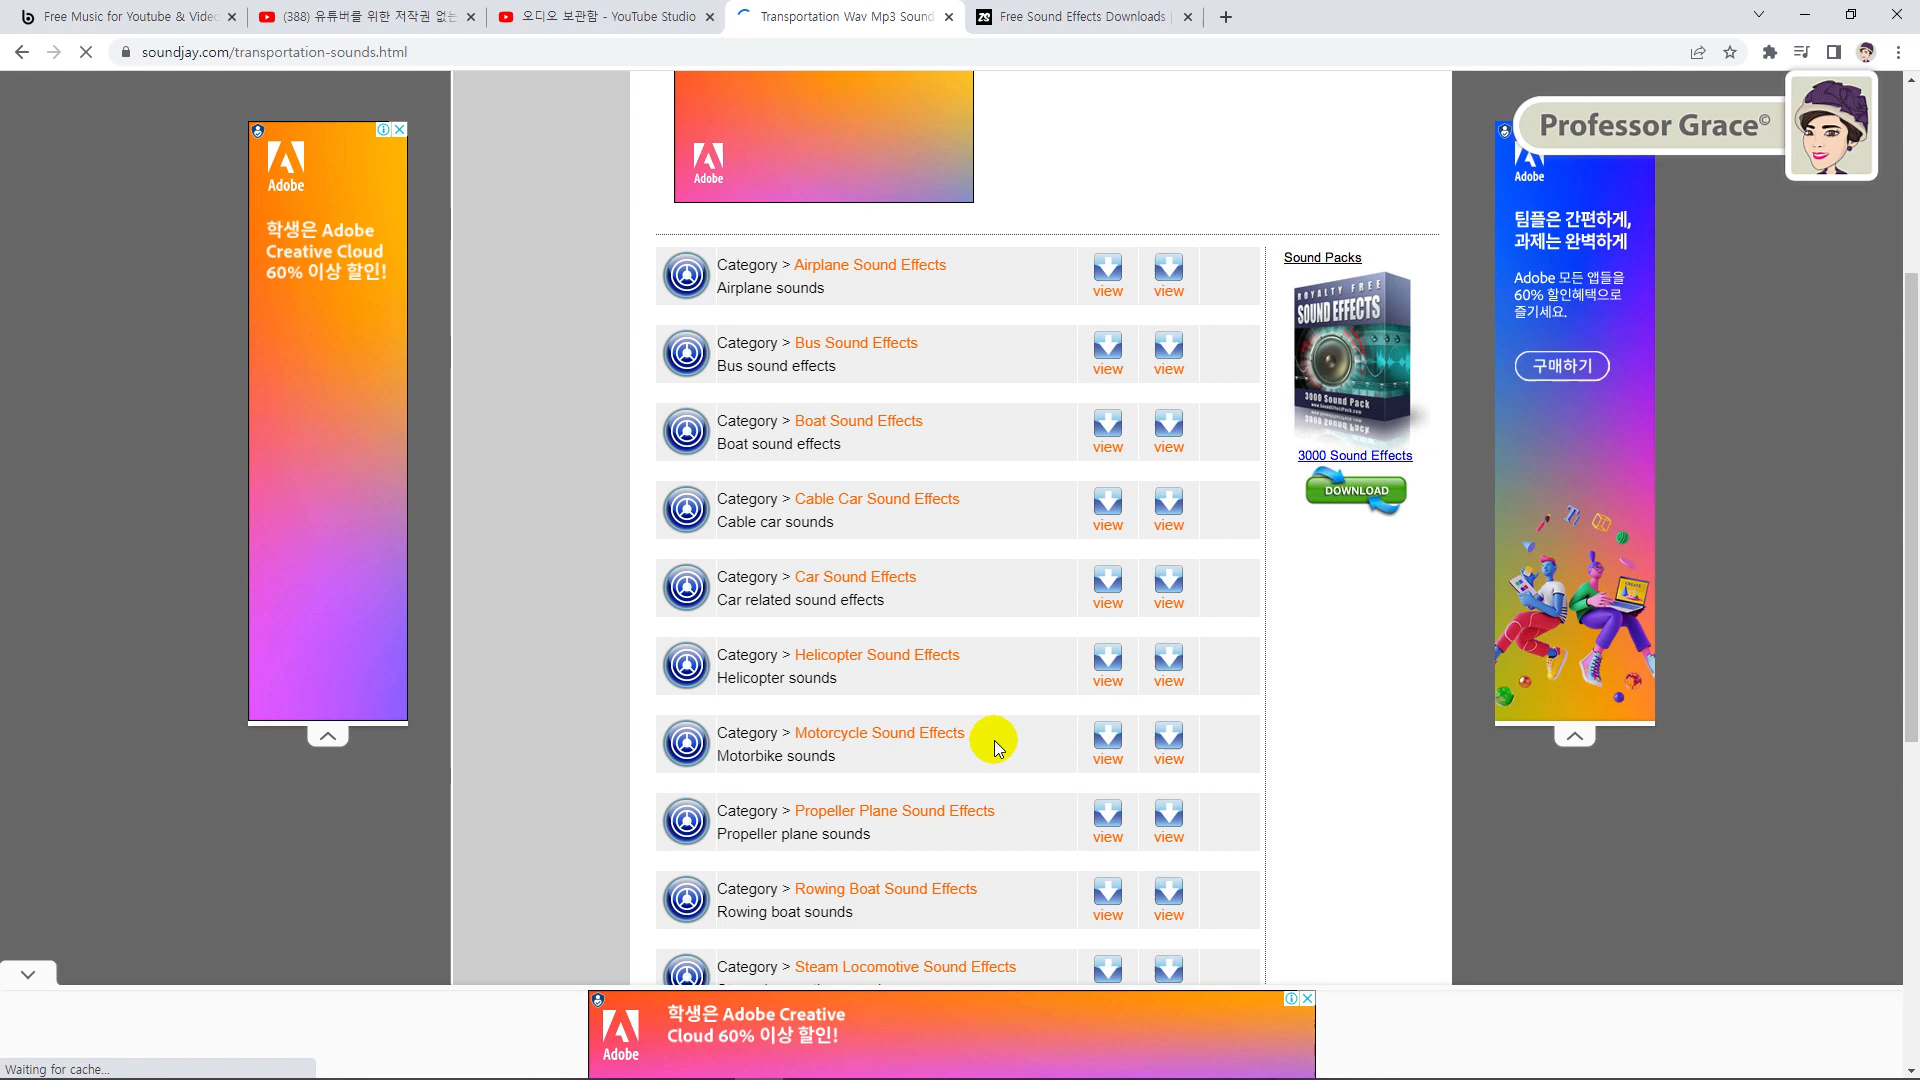 Free Music for Youtube & Vide
(388) 유튜버를 위한 저작권 없는
오디오 보관함 - YouTube Studio
Transportation Wav Mp3 Sound
Free Sound Effects Downloads
soundjay.com/transportation-sounds.html
Professor Grace©
Adobe
학생은 Adobe
Creative Cloud
60% 이상 할인!
Adobe
Adobe
팀플은 간편하게,
과제는 완벽하게
Adobe 모든 앱들을
60% 할인혜택으로
즐기세요.
구매하기
Category > Airplane Sound Effects
Airplane sounds
view view
Category > Bus Sound Effects
Bus sound effects
view view
Category > Boat Sound Effects
Boat sound effects
view view
Category > Cable Car Sound Effects
Cable car sounds
view view
Category > Car Sound Effects
Car related sound effects
view view
Category > Helicopter Sound Effects
Helicopter sounds
view view
Category > Motorcycle Sound Effects
Motorbike sounds
view view
Category > Propeller Plane Sound Effects
Propeller plane sounds
view view
Category > Rowing Boat Sound Effects
Rowing boat sounds
view view
Category > Steam Locomotive Sound Effects
Sound Packs
ROYALTY FREE
SOUND EFFECTS
3000 Sound Pack
3000 Sound Effects
DOWNLOAD
학생은 Adobe Creative
Cloud 60% 이상 할인!
Adobe
Waiting for cache...